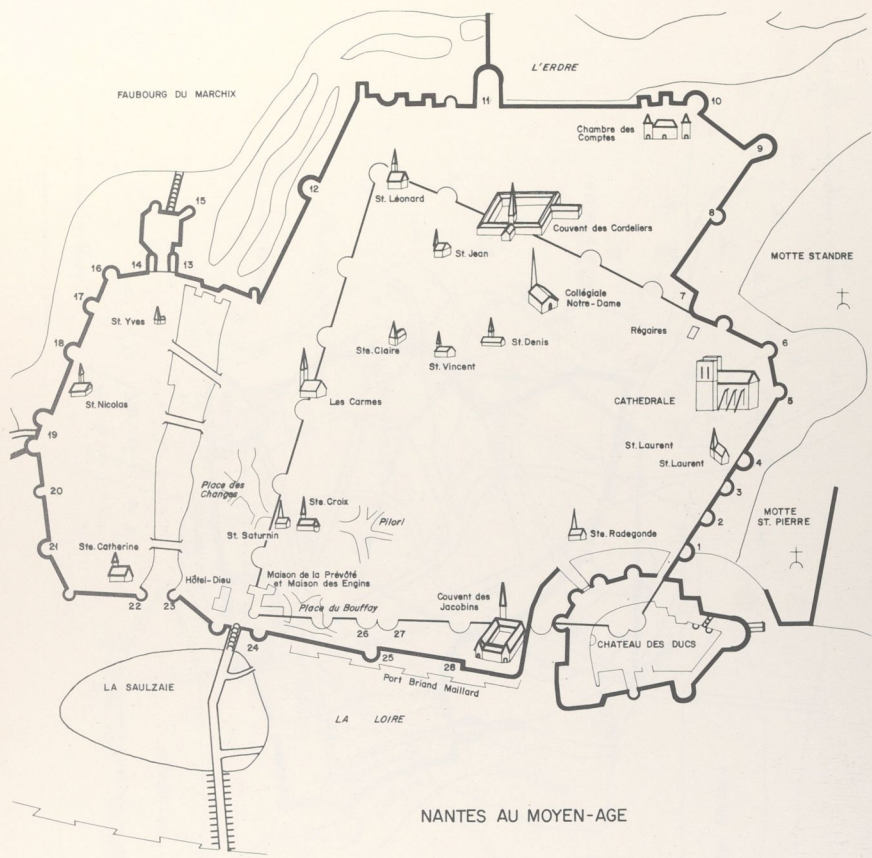 L'ERDRE
FAUBOURG DU MARCHIX
11
10
Chambre des
Comptes
9
12
St. Léonard
15
8
Couvent des Cordeliers
St. Jean
MOTTE ST.ANDRE
16
14
13
17
7
Collégiale
Notre-Dame
St. Yves
Régaires
18
Ste. Claire
St. Denis
6
St. Vincent
St. Nicolas
Les Carmes
CATHEDRALE
5
19
St. Laurent
St. Laurent
4
20
Place des
Changes
3
Ste. Croix
Pilori
MOTTE
ST. PIERRE
2
St. Saturnin
Ste. Radegonde
21
Ste. Catherine
1
Hôtel-Dieu
Maison de la Prévôté
et Maison des Engins
Couvent des
Jacobins
22
23
Place du Bouffay
26
27
24
25
28
CHATEAU DES DUCS
Port Briand Maillard
LA SAULZAIE
LA LOIRE
NANTES AU MOYEN-AGE